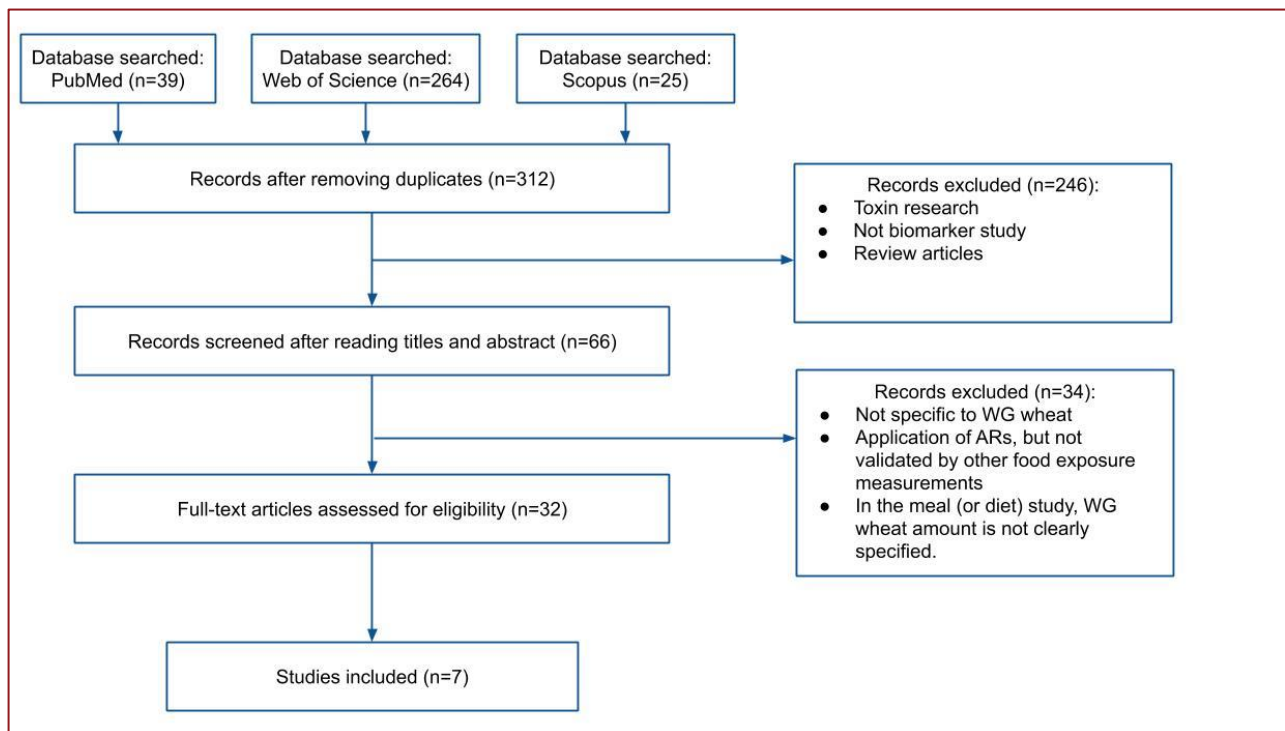 Database searched:
PubMed (n=39)
Database searched:
Web of Science (n=264)
Database searched:
Scopus (n=25)
Records after removing duplicates (n=312)
Records excluded (n=246):
● Toxin research
● Not biomarker study
● Review articles
Records screened after reading titles and abstract (n=66)
Records excluded (n=34):
● Not specific to WG wheat
● Application of ARs, but not
validated by other food exposure
measurements
● In the meal (or diet) study, WG
wheat amount is not clearly
specified.
Full-text articles assessed for eligibility (n=32)
Studies included (n=7)